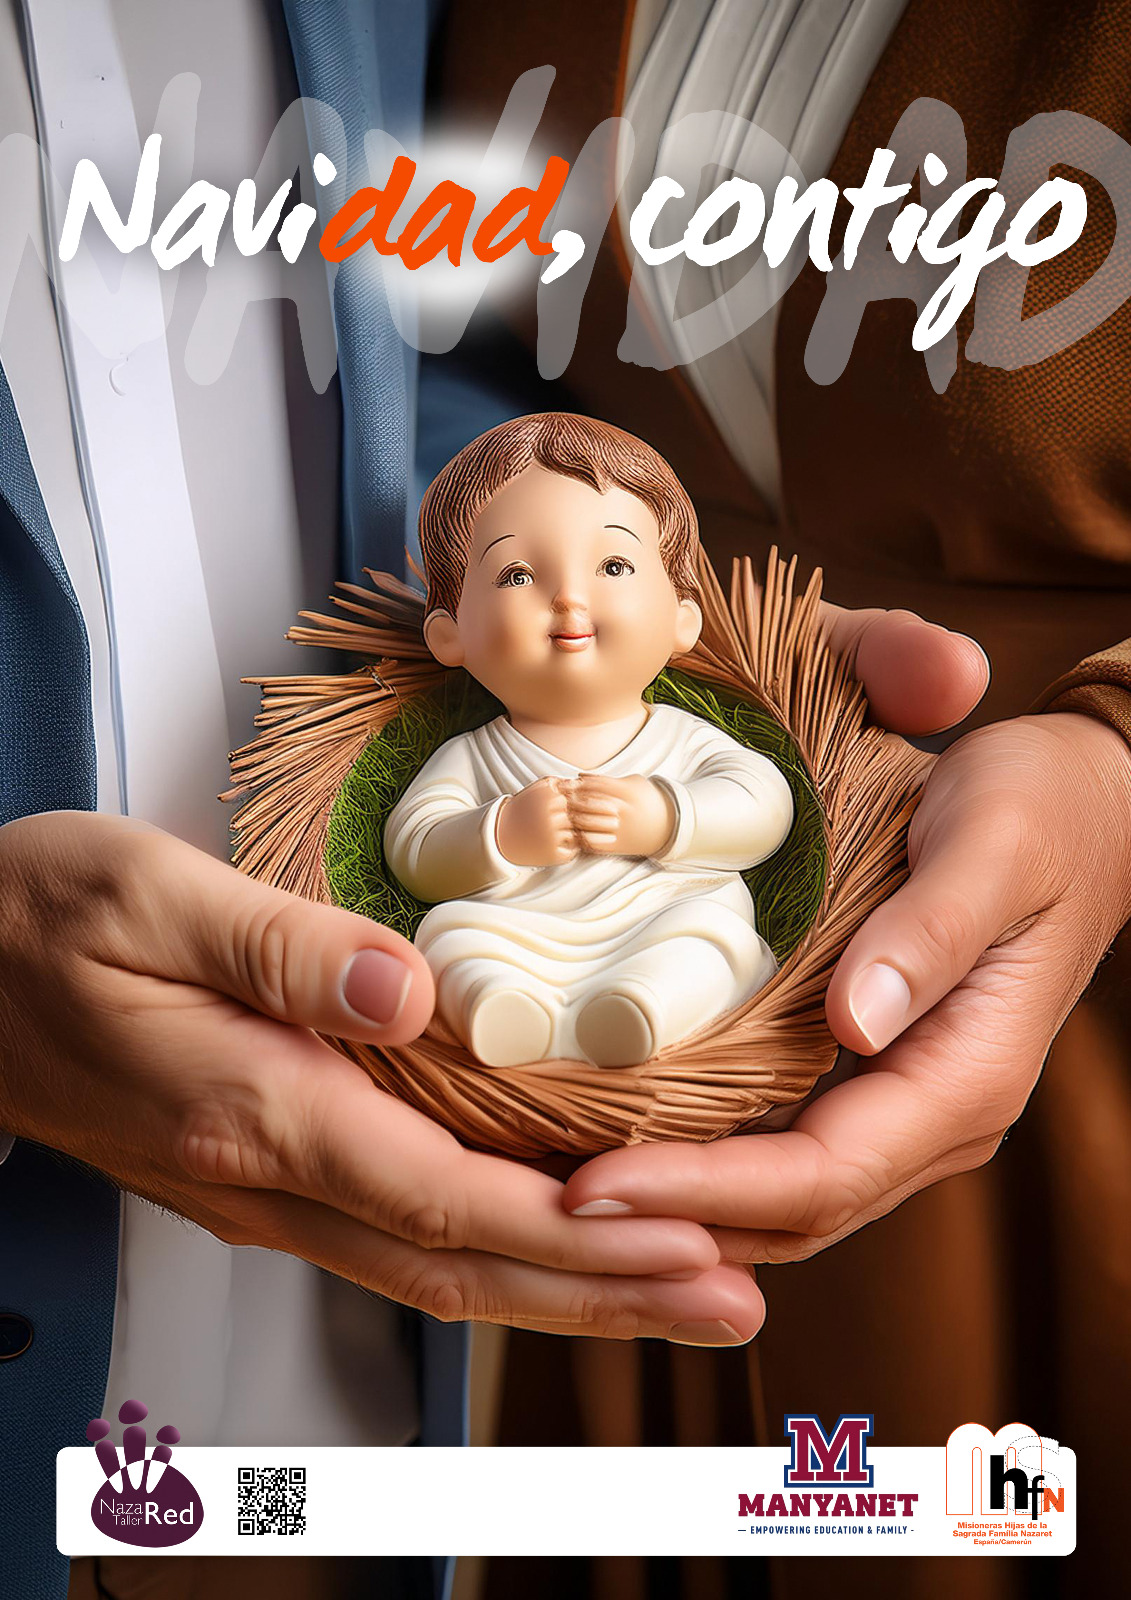 NAVIDAD
Navidad, contigo
Naza
Taller Red
M
MANYANET
– EMPOWERING EDUCATION & FAMILY -
ms
hfN
Misioneras Hijas de la
Sagrada Familia Nazaret
España/Camerún